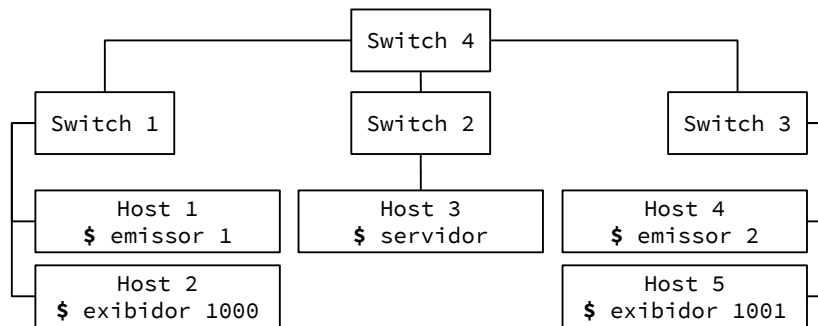 Switch 4
Switch 1
Switch 2
Switch 3
Host 1
$ emissor 1
Host 3
$ servidor
Host 4
$ emissor 2
Host 2
$ exibidor 1000
Host 5
$ exibidor 1001